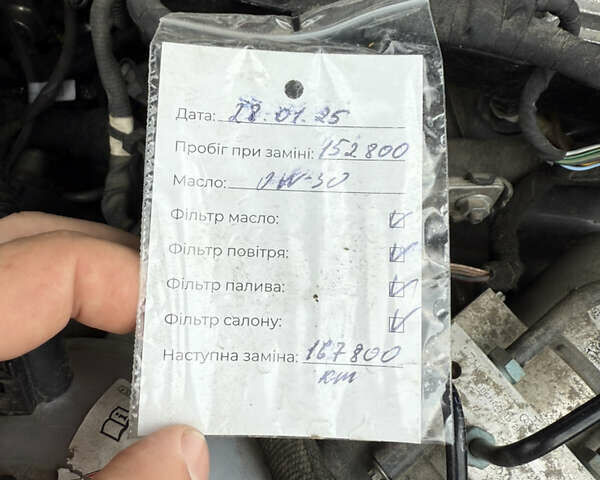 Дата: 28.01.25
Пробіг при заміні: 152800
Масло: 0W-30
Фільтр масло:
Фільтр повітря:
Фільтр палива:
Фільтр салону:
Наступна заміна: 167800
km